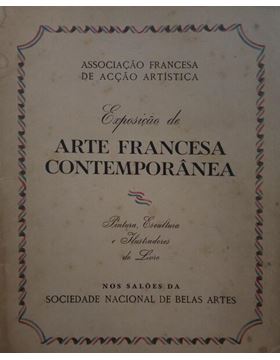 ASSOCIAÇÃO FRANCESA
DE ACÇÃO ARTÍSTICA
Exposição de
ARTE FRANCESA
CONTEMPORÂNEA
Pintura, Escultura
e Ilustradores
do Livro
NOS SALÕES DA
SOCIEDADE NACIONAL DE BELAS ARTES